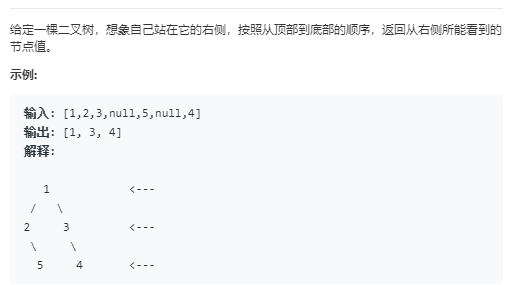 给定一棵二叉树，想象自己站在它的右侧，按照从顶部到底部的顺序，返回从右侧所能看到的
节点值。
示例:
输入: [1,2,3,null,5,null,4]
输出: [1, 3, 4]
解释:
   1            <---
 /   \
2     3         <---
 \     \
  5     4       <---